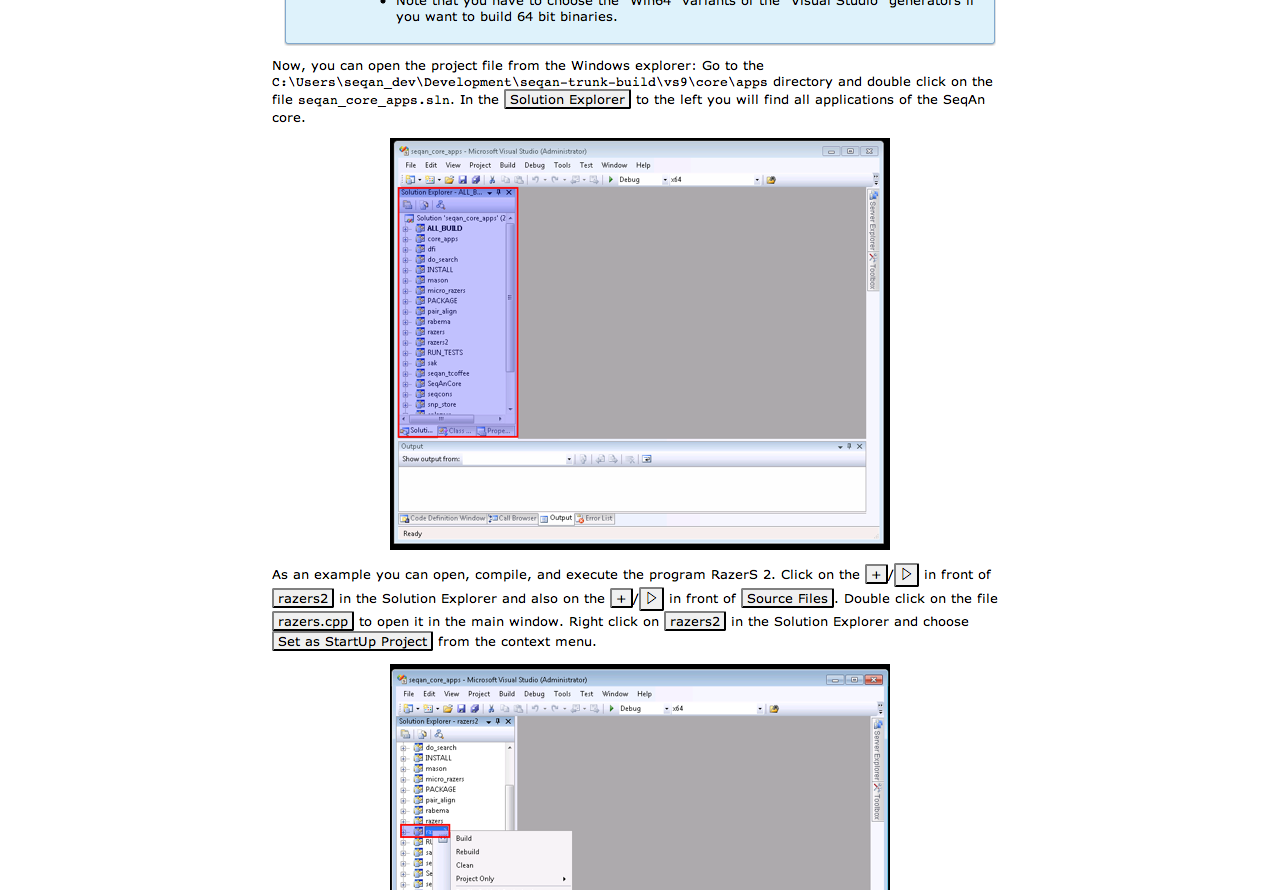 Note that you have to choose the "Win64" variants of the "Visual Studio" generators if
you want to build 64 bit binaries.
Now, you can open the project file from the Windows explorer: Go to the
C:\Users\seqan_dev\Development\seqan-trunk-build\vs9\core\apps directory and double click on the
file seqan_core_apps.sln. In the Solution Explorer to the left you will find all applications of the SeqAn
core.
seqan_core_apps - Microsoft Visual Studio (Administrator)
File Edit View Project Build Debug Tools Test Window Help
Debug x64
Solution Explorer - ALL_B...
Solution 'seqan_core_apps' (2
ALL_BUILD
core_apps
dfi
do_search
INSTALL
mason
micro_razers
PACKAGE
pair_align
rabema
razers
razers2
RUN_TESTS
sak
seqan_tcoffee
SeqAnCore
seqcons
snp_store
Soluti... Class ... Prope...
Server Explorer
Toolbox
Output
Show output from:
Code Definition Window Call Browser Output Error List
Ready
As an example you can open, compile, and execute the program RazerS 2. Click on the +/▷ in front of
razers2 in the Solution Explorer and also on the +/▷ in front of Source Files. Double click on the file
razers.cpp to open it in the main window. Right click on razers2 in the Solution Explorer and choose
Set as StartUp Project from the context menu.
seqan_core_apps - Microsoft Visual Studio (Administrator)
File Edit View Project Build Debug Tools Test Window Help
Debug x64
Solution Explorer - razers2
do_search
INSTALL
mason
micro_razers
PACKAGE
pair_align
rabema
razers
Server Explorer
Toolbox
Build
Rebuild
Clean
Project Only